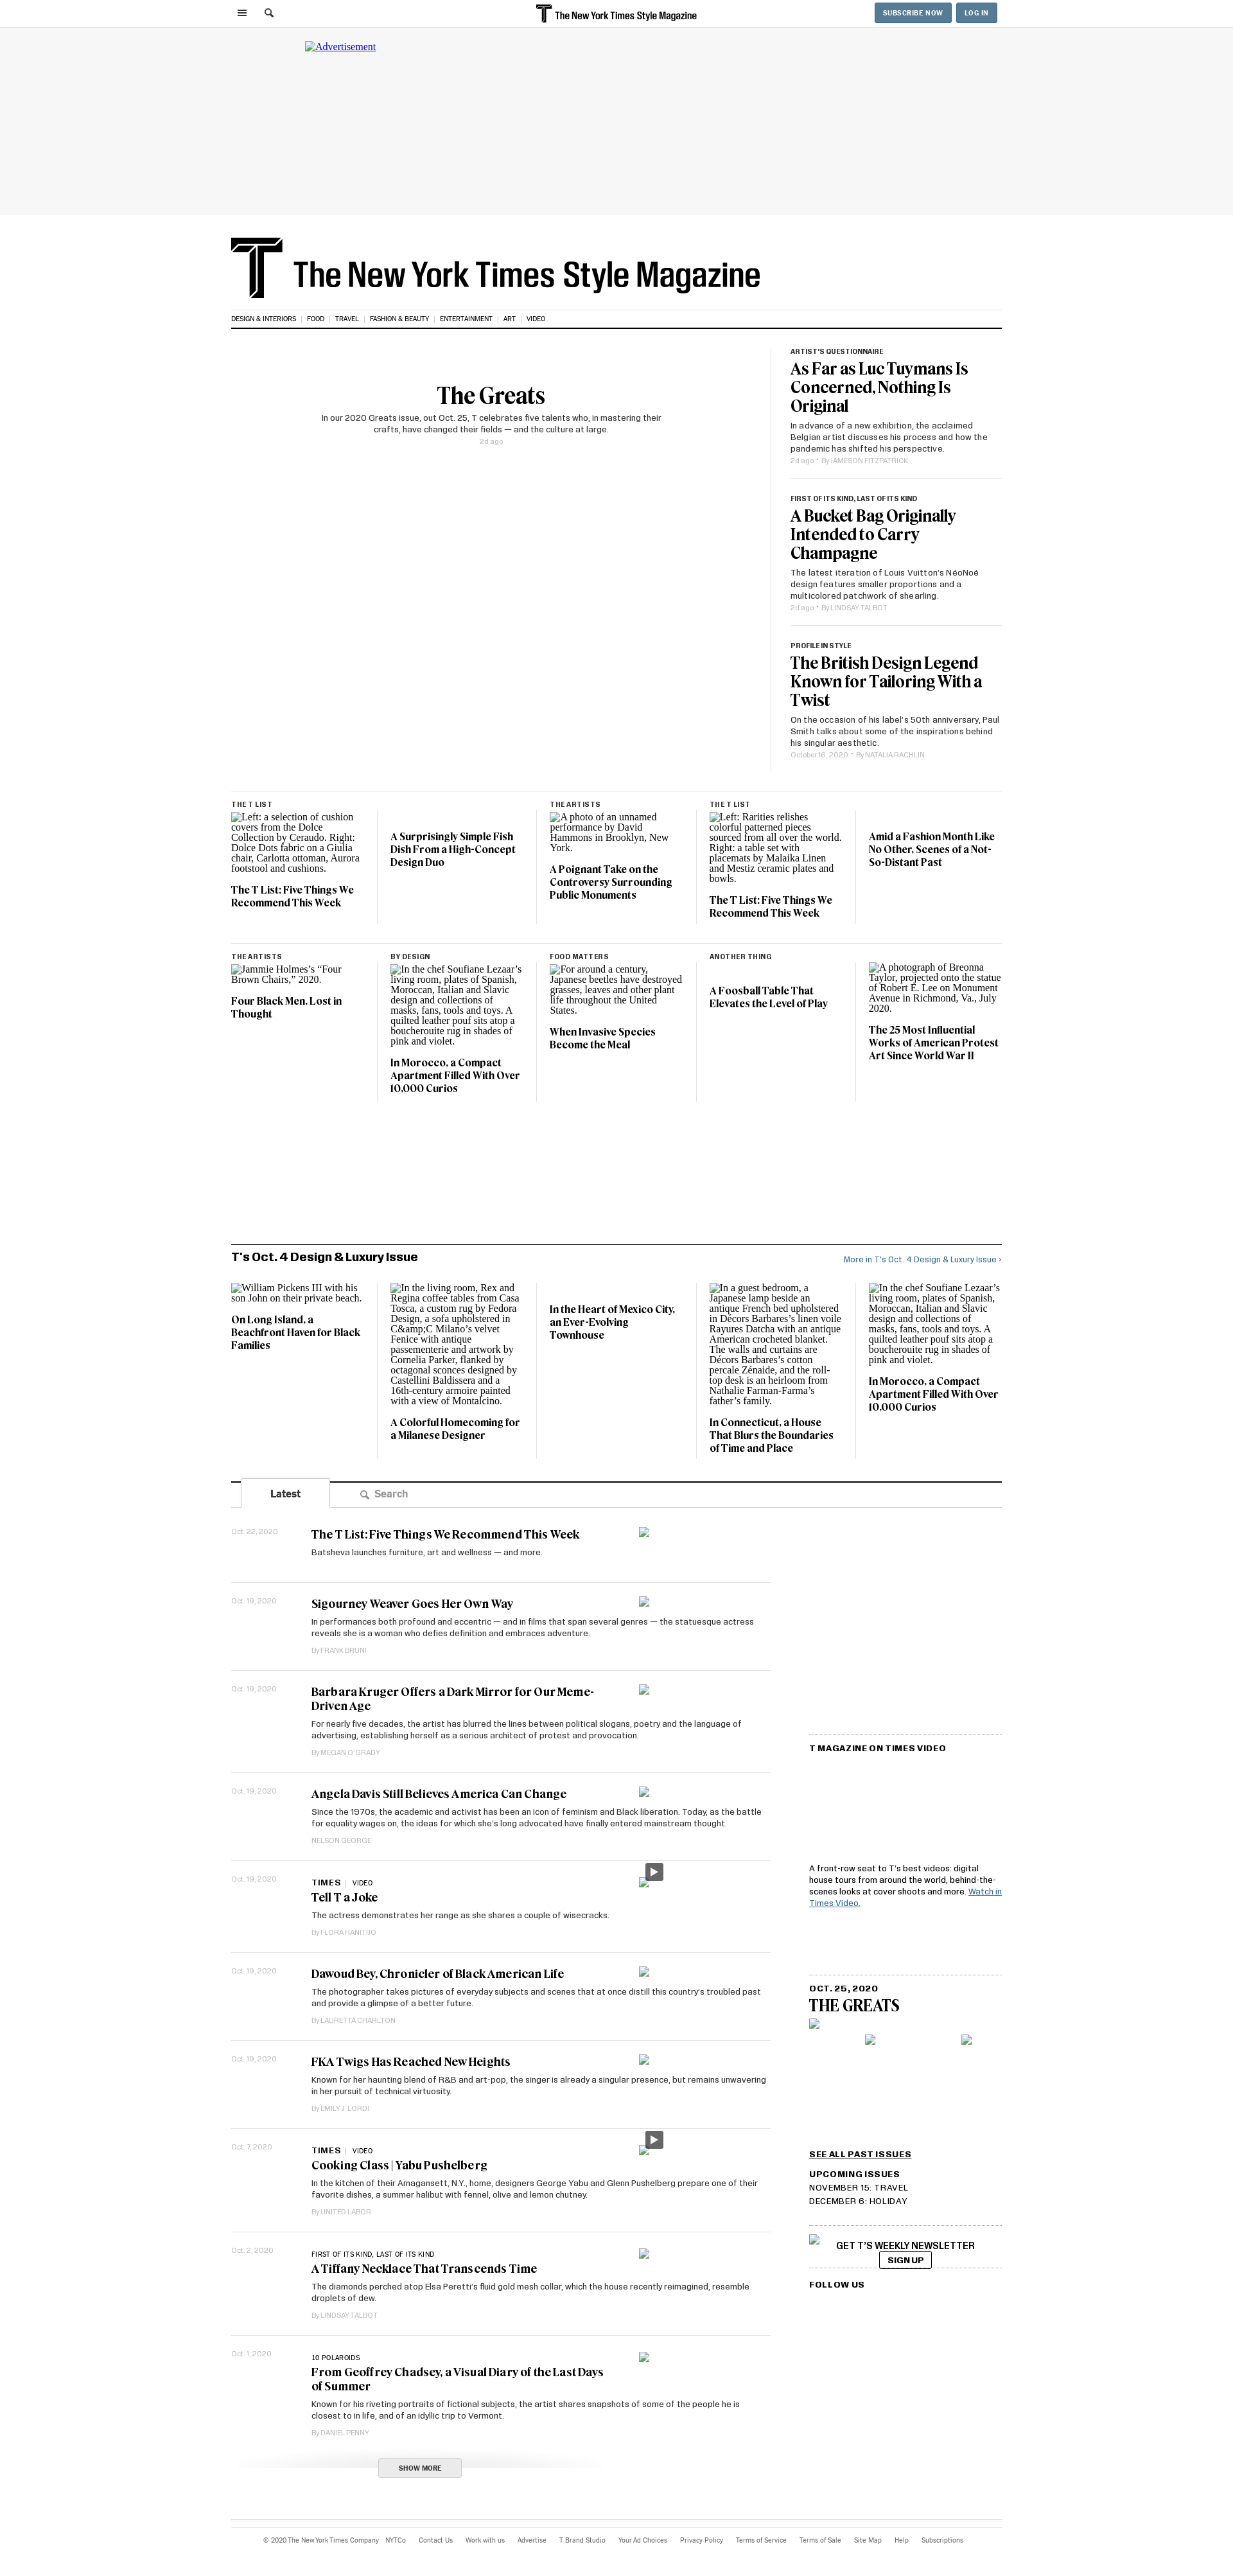 The New York Times Style Magazine
SUBSCRIBE NOW
LOG IN
Advertisement
T The New York Times Style Magazine
DESIGN & INTERIORS | FOOD | TRAVEL | FASHION & BEAUTY | ENTERTAINMENT | ART | VIDEO
The Greats
In our 2020 Greats issue, out Oct. 25, T celebrates five talents who, in mastering their
crafts, have changed their fields — and the culture at large.
2d ago
ARTIST'S QUESTIONNAIRE
As Far as Luc Tuymans Is
Concerned, Nothing Is
Original
In advance of a new exhibition, the acclaimed
Belgian artist discusses his process and how the
pandemic has shifted his perspective.
2d ago · By JAMESON FITZPATRICK
FIRST OF ITS KIND, LAST OF ITS KIND
A Bucket Bag Originally
Intended to Carry
Champagne
The latest iteration of Louis Vuitton's NéoNoé
design features smaller proportions and a
multicolored patchwork of shearling.
2d ago · By LINDSAY TALBOT
PROFILE IN STYLE
The British Design Legend
Known for Tailoring With a
Twist
On the occasion of his label's 50th anniversary, Paul
Smith talks about some of the inspirations behind
his singular aesthetic.
October 16, 2020 · By NATALIA RACHLIN
THE T LIST
Left: a selection of cushion
covers from the Dolce
Collection by Ceraudo. Right:
Dolce Dots fabric on a Giulia
chair, Carlotta ottoman, Aurora
footstool and cushions.
The T List: Five Things We
Recommend This Week
A Surprisingly Simple Fish
Dish From a High-Concept
Design Duo
THE ARTISTS
A photo of an unnamed
performance by David
Hammons in Brooklyn, New
York.
A Poignant Take on the
Controversy Surrounding
Public Monuments
THE T LIST
Left: Rarities relishes
colorful patterned pieces
sourced from all over the world.
Right: a table set with
placemats by Malaika Linen
and Mestiz ceramic plates and
bowls.
The T List: Five Things We
Recommend This Week
Amid a Fashion Month Like
No Other, Scenes of a Not-
So-Distant Past
THE ARTISTS
Jammie Holmes's “Four
Brown Chairs,” 2020.
Four Black Men, Lost in
Thought
BY DESIGN
In the chef Soufiane Lezaar’s
living room, plates of Spanish,
Moroccan, Italian and Slavic
design and collections of
masks, fans, tools and toys. A
quilted leather pouf sits atop a
boucherouite rug in shades of
pink and violet.
In Morocco, a Compact
Apartment Filled With Over
10,000 Curios
FOOD MATTERS
For around a century,
Japanese beetles have destroyed
grasses, leaves and other plant
life throughout the United
States.
When Invasive Species
Become the Meal
ANOTHER THING
A Foosball Table That
Elevates the Level of Play
A photograph of Breonna
Taylor, projected onto the statue
of Robert E. Lee on Monument
Avenue in Richmond, Va., July
2020.
The 25 Most Influential
Works of American Protest
Art Since World War II
T's Oct. 4 Design & Luxury Issue
More in T's Oct. 4 Design & Luxury Issue ›
William Pickens III with his
son John on their private beach.
On Long Island, a
Beachfront Haven for Black
Families
In the living room, Rex and
Regina coffee tables from Casa
Tosca, a custom rug by Fedora
Design, a sofa upholstered in
C&amp;C Milano’s velvet
Fenice with antique
passementerie and artwork by
Cornelia Parker, flanked by
octagonal sconces designed by
Castellini Baldissera and a
16th-century armoire painted
with a view of Montalcino.
A Colorful Homecoming for
a Milanese Designer
In the Heart of Mexico City,
an Ever-Evolving
Townhouse
In a guest bedroom, a
Japanese lamp beside an
antique French bed upholstered
in Décors Barbares’s linen voile
Rayures Datcha with an antique
American crocheted blanket.
The walls and curtains are
Décors Barbares’s cotton
percale Zénaide, and the roll-
top desk is an heirloom from
Nathalie Farman-Farma’s
father’s family.
In Connecticut, a House
That Blurs the Boundaries
of Time and Place
In the chef Soufiane Lezaar’s
living room, plates of Spanish,
Moroccan, Italian and Slavic
design and collections of
masks, fans, tools and toys. A
quilted leather pouf sits atop a
boucherouite rug in shades of
pink and violet.
In Morocco, a Compact
Apartment Filled With Over
10,000 Curios
Latest
Search
Oct. 22, 2020
The T List: Five Things We Recommend This Week
Batsheva launches furniture, art and wellness — and more.
Oct. 19, 2020
Sigourney Weaver Goes Her Own Way
In performances both profound and eccentric — and in films that span several genres — the statuesque actress
reveals she is a woman who defies definition and embraces adventure.
By FRANK BRUNI
Oct. 19, 2020
Barbara Kruger Offers a Dark Mirror for Our Meme-
Driven Age
For nearly five decades, the artist has blurred the lines between political slogans, poetry and the language of
advertising, establishing herself as a serious architect of protest and provocation.
By MEGAN O'GRADY
Oct. 19, 2020
Angela Davis Still Believes America Can Change
Since the 1970s, the academic and activist has been an icon of feminism and Black liberation. Today, as the battle
for equality wages on, the ideas for which she's long advocated have finally entered mainstream thought.
NELSON GEORGE
Oct. 19, 2020
TIMES | VIDEO
Tell T a Joke
The actress demonstrates her range as she shares a couple of wisecracks.
By FLORA HANITIJO
Oct. 19, 2020
Dawoud Bey, Chronicler of Black American Life
The photographer takes pictures of everyday subjects and scenes that at once distill this country's troubled past
and provide a glimpse of a better future.
By LAURETTA CHARLTON
Oct. 19, 2020
FKA Twigs Has Reached New Heights
Known for her haunting blend of R&B and art-pop, the singer is already a singular presence, but remains unwavering
in her pursuit of technical virtuosity.
By EMILY J. LORDI
Oct. 7, 2020
TIMES | VIDEO
Cooking Class | Yabu Pushelberg
In the kitchen of their Amagansett, N.Y., home, designers George Yabu and Glenn Pushelberg prepare one of their
favorite dishes, a summer halibut with fennel, olive and lemon chutney.
By UNITED LABOR
Oct. 2, 2020
FIRST OF ITS KIND, LAST OF ITS KIND
A Tiffany Necklace That Transcends Time
The diamonds perched atop Elsa Peretti's fluid gold mesh collar, which the house recently reimagined, resemble
droplets of dew.
By LINDSAY TALBOT
Oct. 1, 2020
10 POLAROIDS
From Geoffrey Chadsey, a Visual Diary of the Last Days
of Summer
Known for his riveting portraits of fictional subjects, the artist shares snapshots of some of the people he is
closest to in life, and of an idyllic trip to Vermont.
By DANIEL PENNY
SHOW MORE
T MAGAZINE ON TIMES VIDEO
A front-row seat to T's best videos: digital
house tours from around the world, behind-the-
scenes looks at cover shoots and more. Watch in
Times Video.
OCT. 25, 2020
THE GREATS
SEE ALL PAST ISSUES
UPCOMING ISSUES
NOVEMBER 15: TRAVEL
DECEMBER 6: HOLIDAY
GET T'S WEEKLY NEWSLETTER
SIGN UP
FOLLOW US
© 2020 The New York Times Company NYTCo Contact Us Work with us Advertise T Brand Studio Your Ad Choices Privacy Policy Terms of Service Terms of Sale Site Map Help Subscriptions